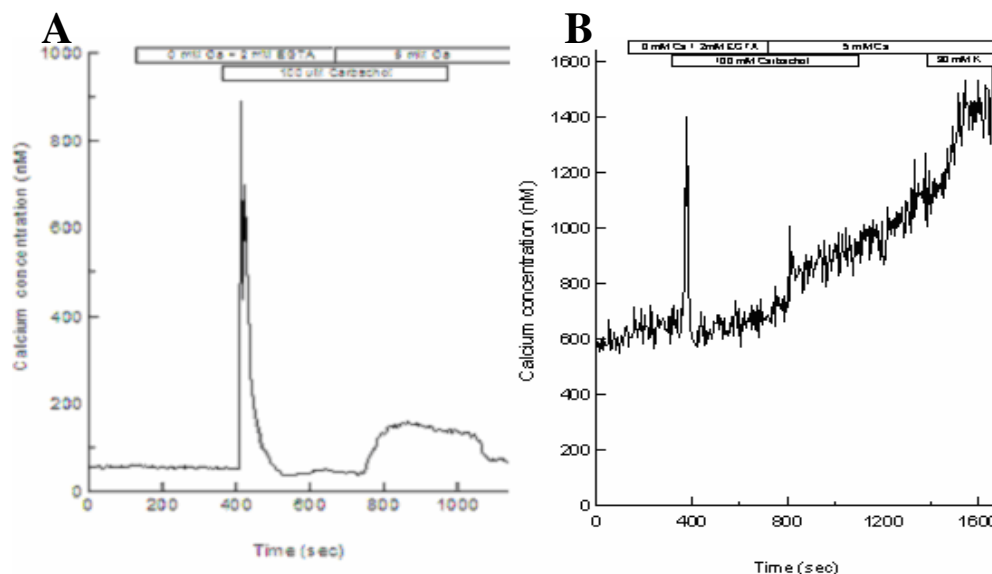 A
0 mM Ca + 2 mM EGTA
5 mM Ca
100 uM Carbachol
1000
800
600
400
200
0
Calcium concentration (nM)
0
200
400
600
800
1000
Time (sec)
B
0 mM Ca + 2mM EGTA
5 mM Ca
100 mM Carbachol
90 mM K
1600
1400
1200
1000
800
600
400
200
0
Calcium concentration (nM)
0
400
800
1200
1600
Time (sec)